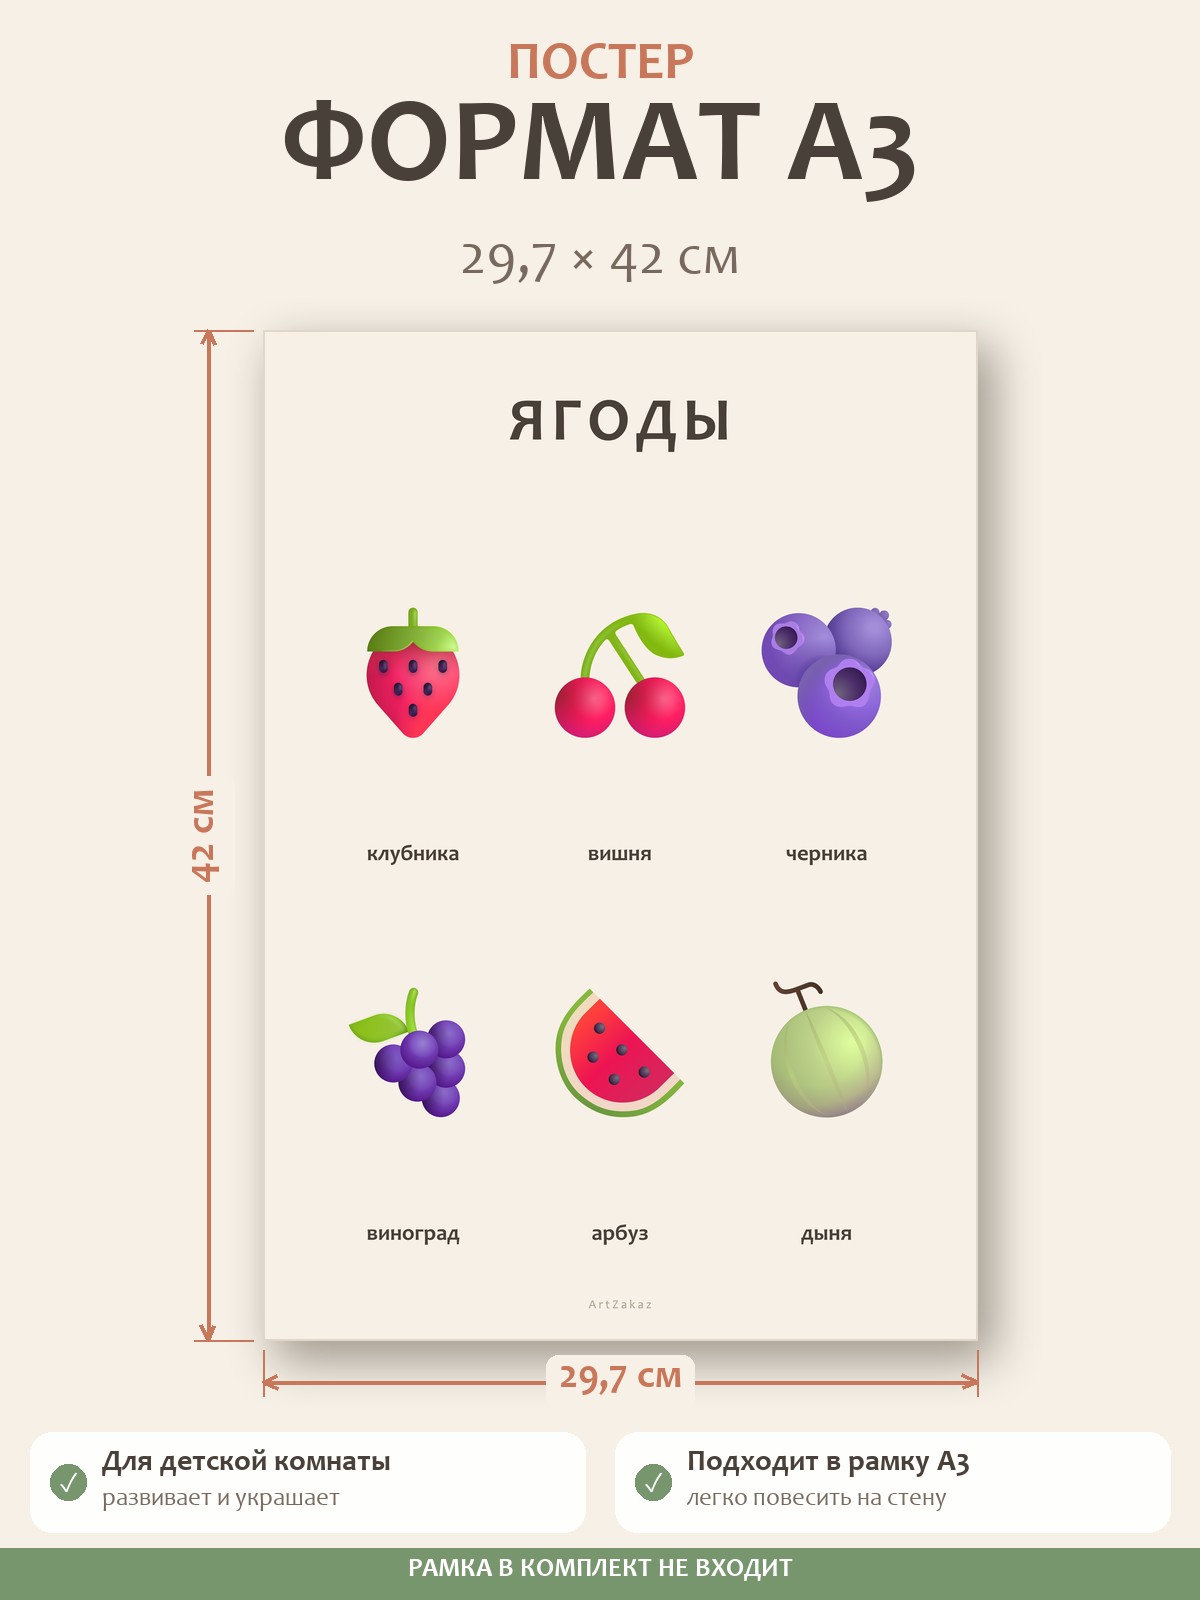 ПОСТЕР
ФОРМАТ А3
29,7 × 42 см
ЯГОДЫ
клубника вишня черника
42 см
виноград арбуз дыня
ArtZakaz
29,7 см
Для детской комнаты
развивает и украшает
Подходит в рамку А3
легко повесить на стену
РАМКА В КОМПЛЕКТ НЕ ВХОДИТ